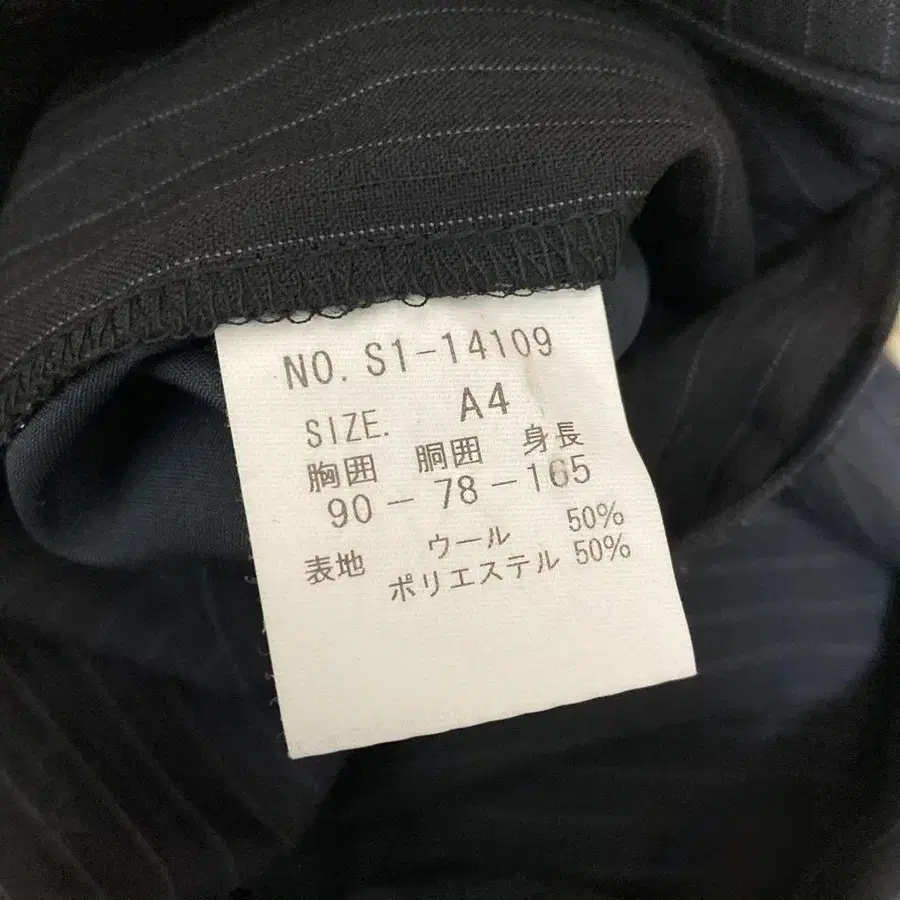 NO. S1-14109
SIZE. A4
胸囲 胴囲 身長
90-78-165
表地 ウール 50%
ポリエステル 50%